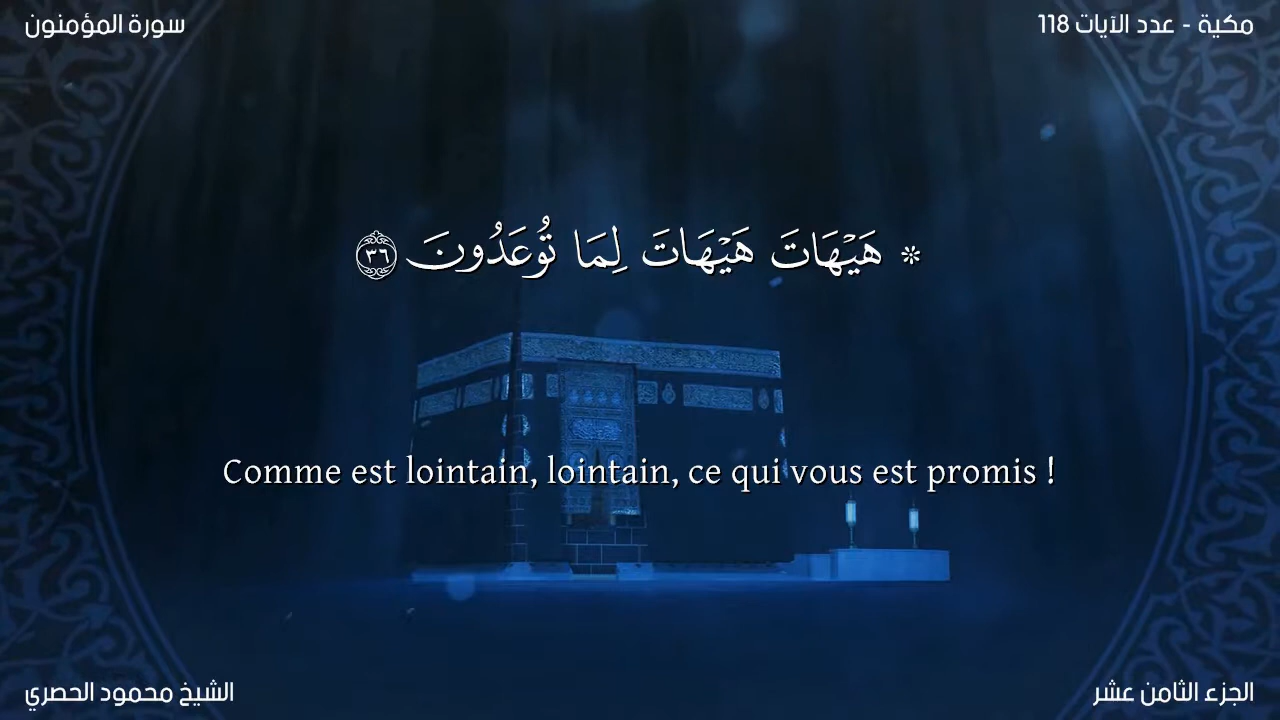 سورة المؤمنون
مكية - عدد الآيات 118
* هَيْهَاتَ هَيْهَاتَ لِمَا تُوعَدُونَ ٣٦
Comme est lointain, lointain, ce qui vous est promis !
الشيخ محمود الحصري
الجزء الثامن عشر